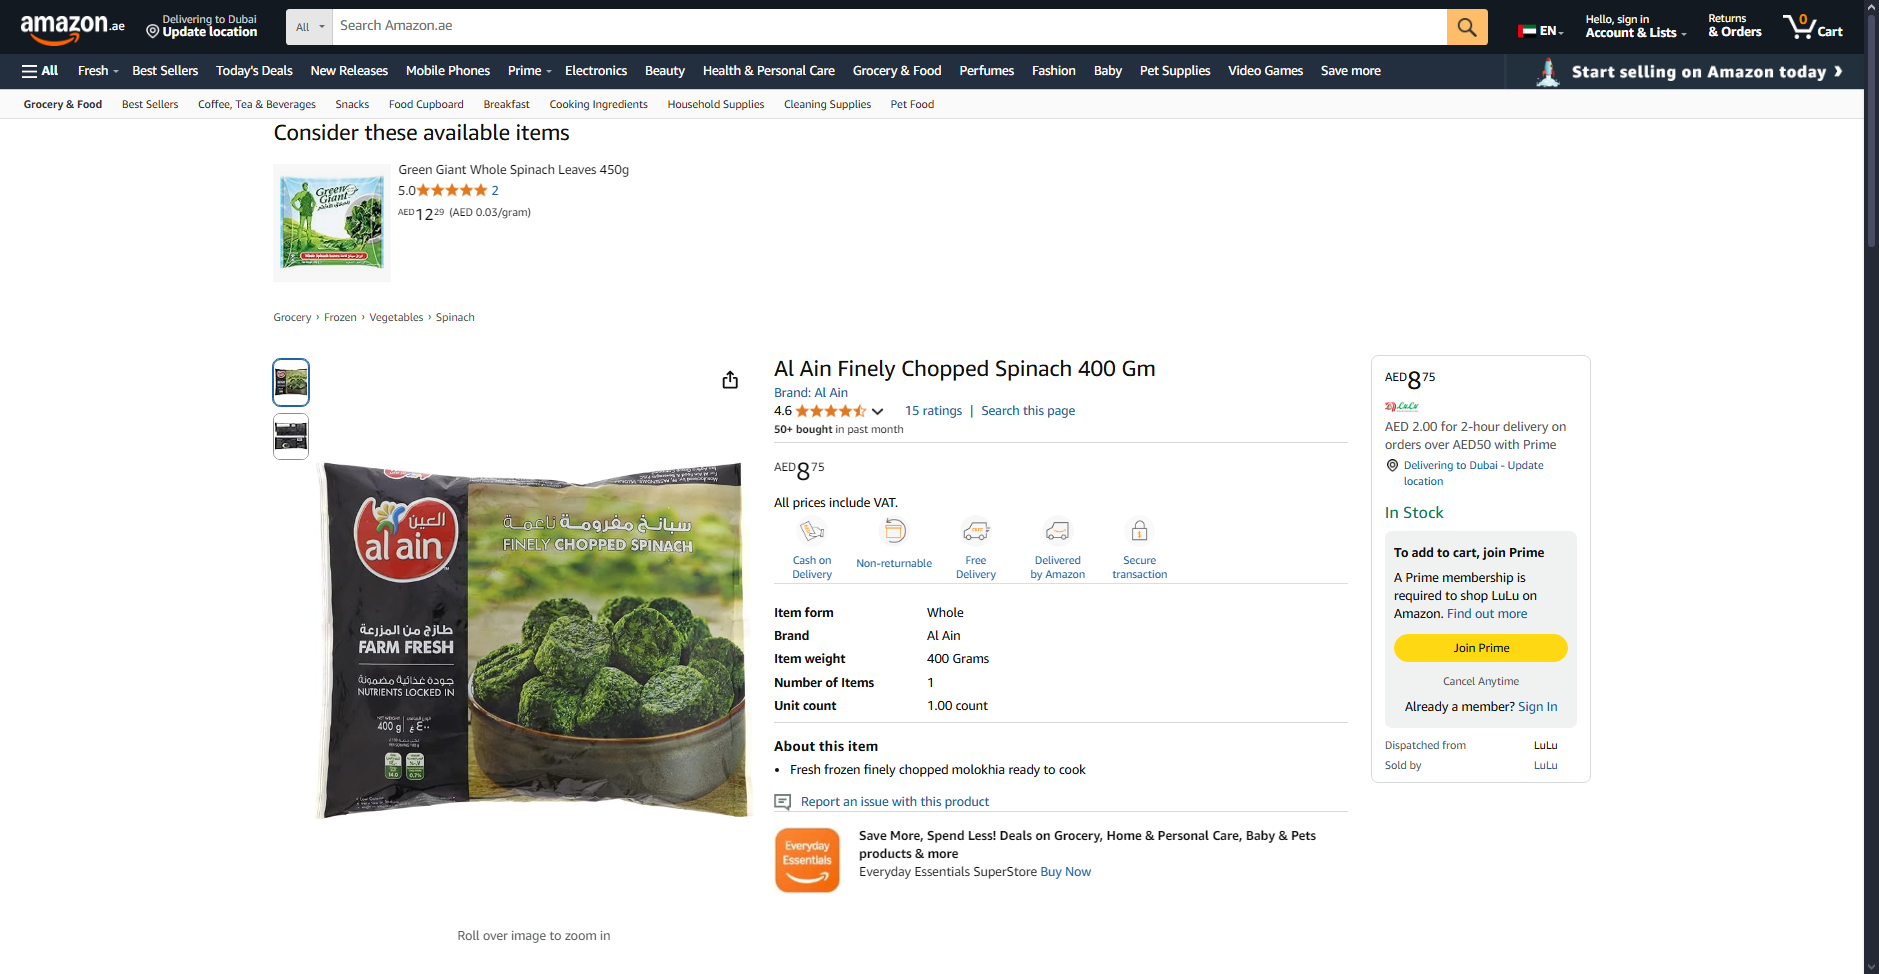 amazon.ae
Delivering to Dubai
Update location
All
Search Amazon.ae
EN
Hello, sign in
Account & Lists
Returns
& Orders
0
Cart
All
Fresh
Best Sellers
Today's Deals
New Releases
Mobile Phones
Prime
Electronics
Beauty
Health & Personal Care
Grocery & Food
Perfumes
Fashion
Baby
Pet Supplies
Video Games
Save more
Start selling on Amazon today ❯
Grocery & Food
Best Sellers
Coffee, Tea & Beverages
Snacks
Food Cupboard
Breakfast
Cooking Ingredients
Household Supplies
Cleaning Supplies
Pet Food
Consider these available items
Green Giant
Green Giant Whole Spinach Leaves 450g
5.0 2
AED12 29 (AED 0.03/gram)
Grocery › Frozen › Vegetables › Spinach
العين
al ain
سبانخ مفرومة ناعمة
FINELY CHOPPED SPINACH
طازج من المزرعة
FARM FRESH
جودة غذائية مضمونة
NUTRIENTS LOCKED IN
400 g
٤٠٠
Roll over image to zoom in
Al Ain Finely Chopped Spinach 400 Gm
Brand: Al Ain
4.6 15 ratings | Search this page
50+ bought in past month
AED8 75
All prices include VAT.
Cash on
Delivery
Non-returnable
Free
Delivery
Delivered
by Amazon
Secure
transaction
Item form Whole
Brand Al Ain
Item weight 400 Grams
Number of Items 1
Unit count 1.00 count
About this item
• Fresh frozen finely chopped molokhia ready to cook
Report an issue with this product
Everyday
Essentials
Save More, Spend Less! Deals on Grocery, Home & Personal Care, Baby & Pets
products & more
Everyday Essentials SuperStore Buy Now
AED8 75
LuLu
AED 2.00 for 2-hour delivery on
orders over AED50 with Prime
Delivering to Dubai - Update
location
In Stock
To add to cart, join Prime
A Prime membership is
required to shop LuLu on
Amazon. Find out more
Join Prime
Cancel Anytime
Already a member? Sign In
Dispatched from LuLu
Sold by LuLu